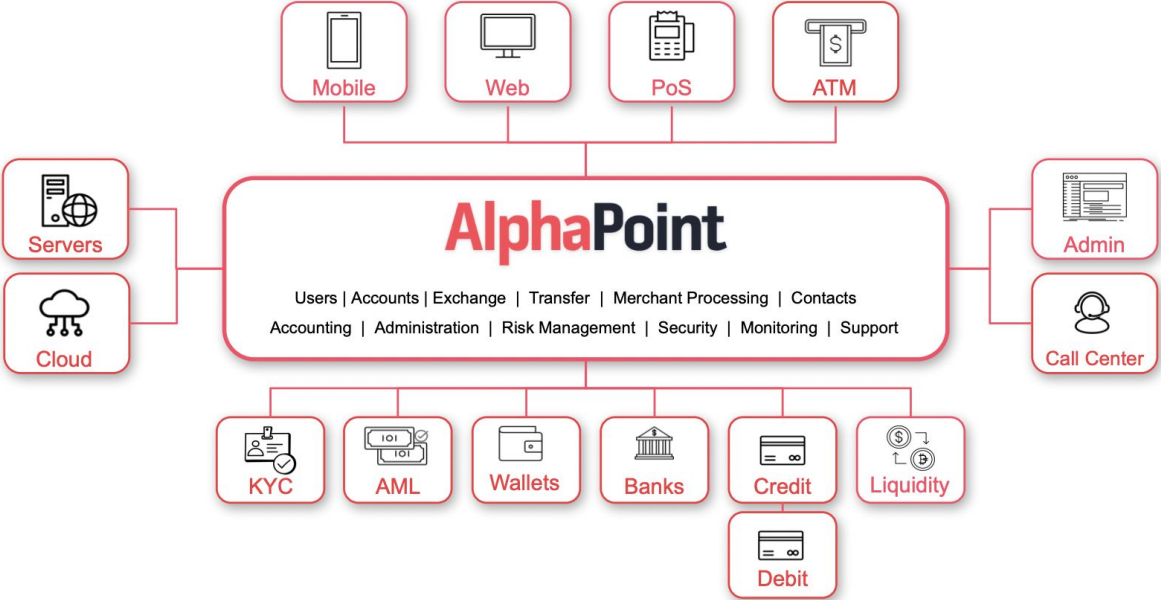 Mobile
Web
PoS
ATM
Servers
Cloud
AlphaPoint
Users | Accounts | Exchange | Transfer | Merchant Processing | Contacts
Accounting | Administration | Risk Management | Security | Monitoring | Support
Admin
Call Center
KYC
AML
Wallets
Banks
Credit
Liquidity
Debit